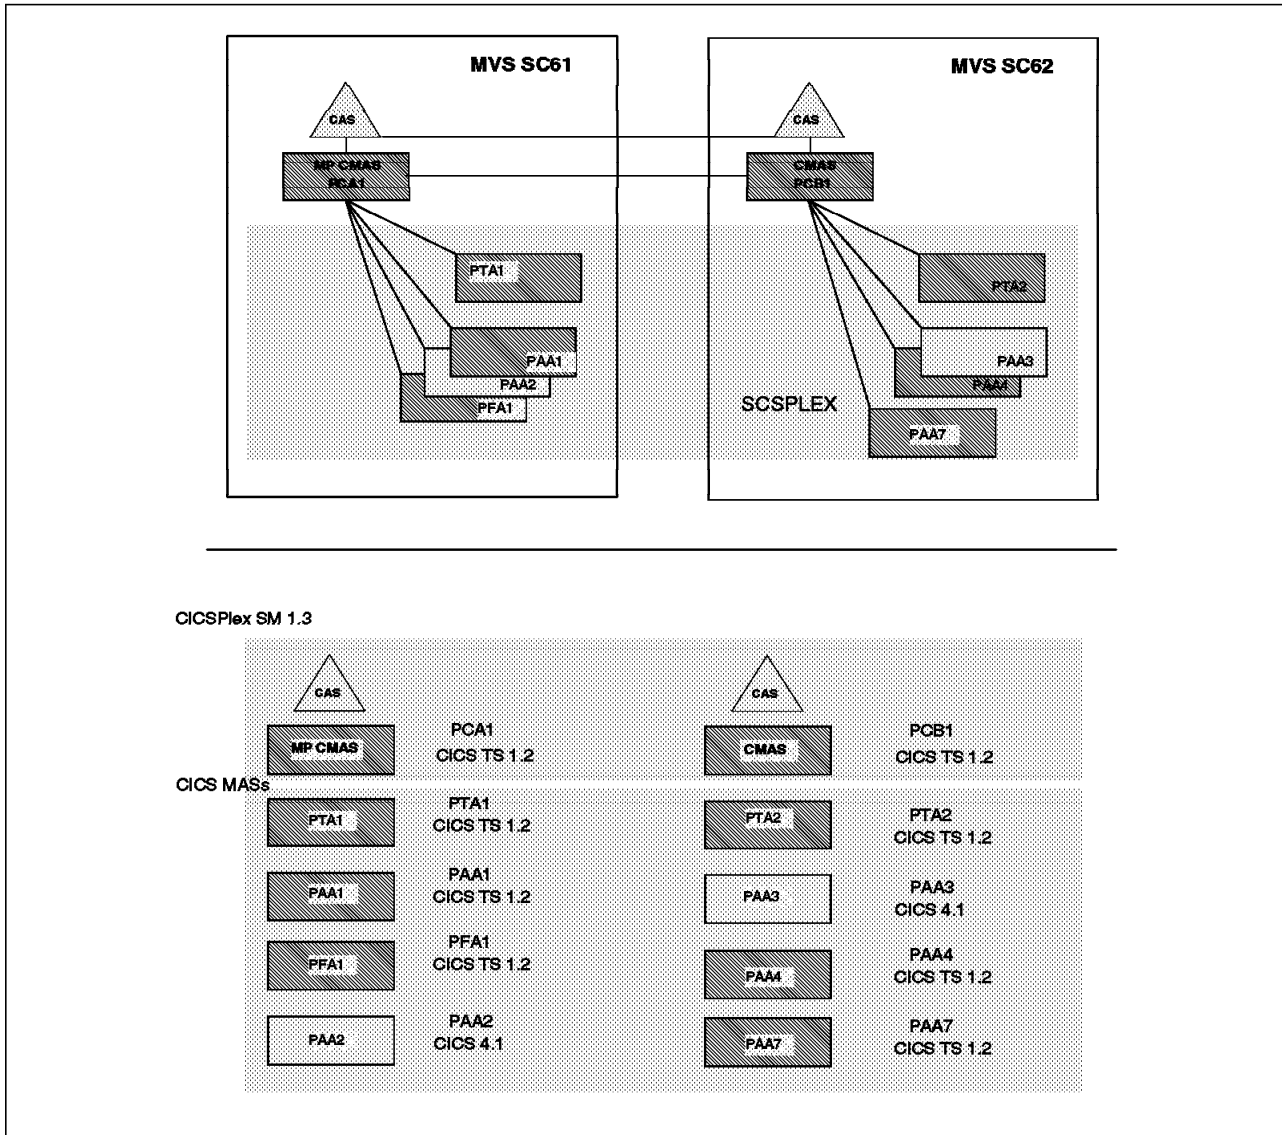 MVS SC61
CAS
MP CMAS
PCA1
PTA1
PAA1
PAA2
PFA1
MVS SC62
CAS
CMAS
PCB1
PTA2
PAA3
PAA4
SCSPLEX
PAA7
CICSPlex SM 1.3
CAS
CAS
MP CMAS
PCA1
CICS TS 1.2
CMAS
PCB1
CICS TS 1.2
CICS MASs
PTA1
PTA1
CICS TS 1.2
PTA2
PTA2
CICS TS 1.2
PAA1
PAA1
CICS TS 1.2
PAA3
PAA3
CICS 4.1
PFA1
PFA1
CICS TS 1.2
PAA4
PAA4
CICS TS 1.2
PAA2
PAA2
CICS 4.1
PAA7
PAA7
CICS TS 1.2